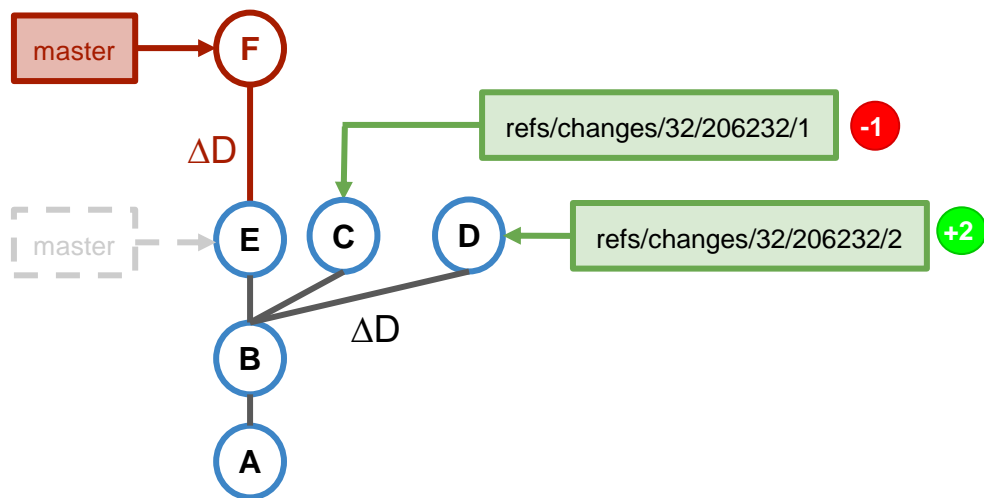 master
F
refs/changes/32/206232/1
-1
ΔD
master
E
C
D
refs/changes/32/206232/2
+2
ΔD
B
A